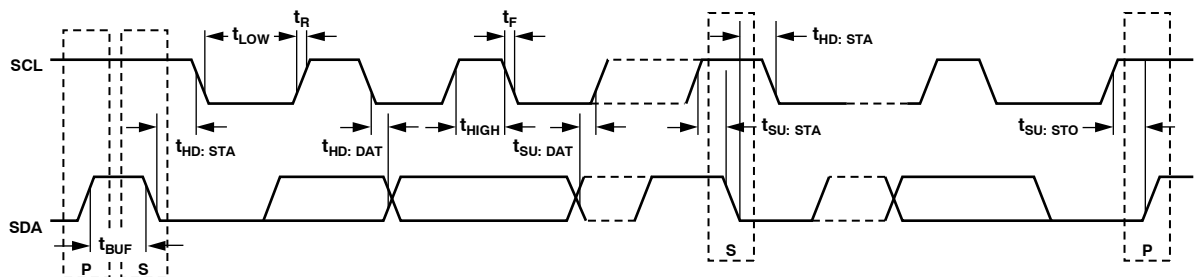 tR
tF
tLOW
tHD: STA
SCL
tHD: STA
tHD: DAT
tHIGH
tSU: DAT
tSU: STA
tSU: STO
SDA
tBUF
P
S
S
P